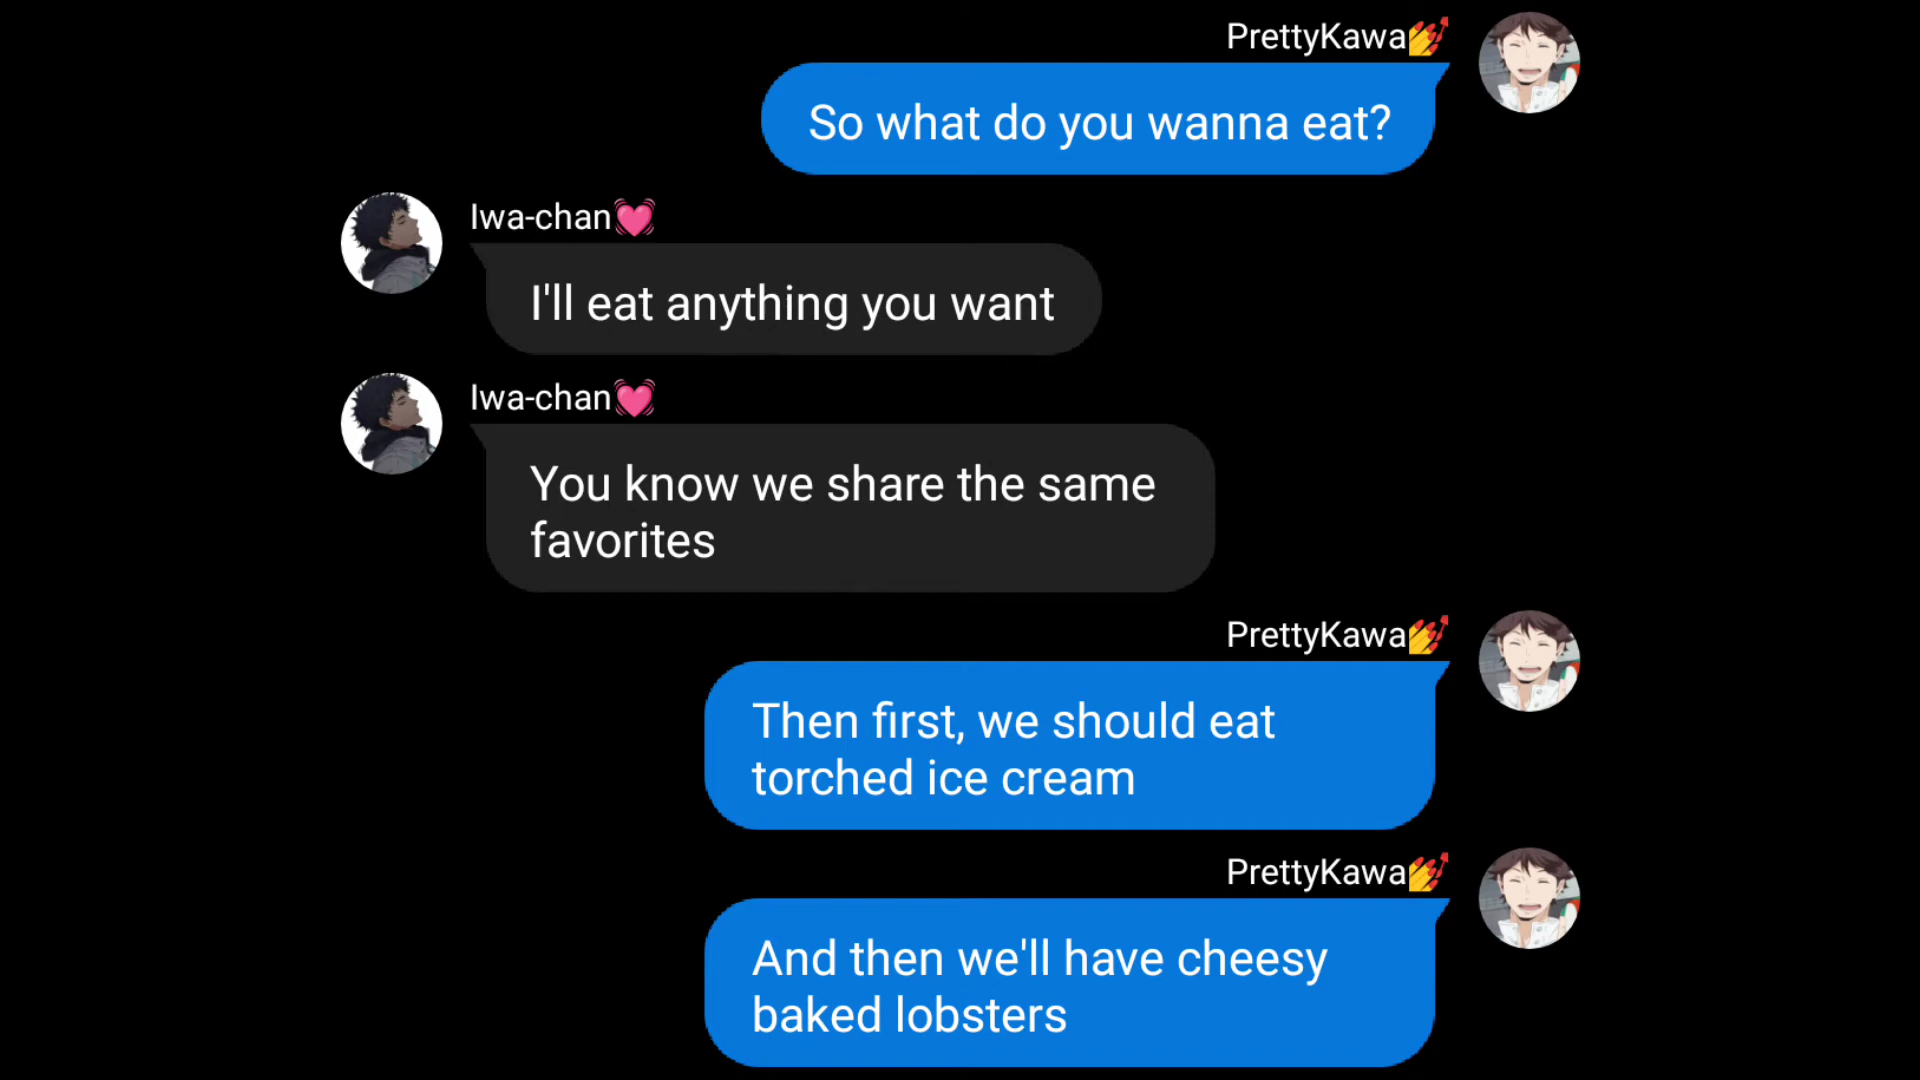 PrettyKawa💅
So what do you wanna eat?
Iwa-chan💓
I'll eat anything you want
Iwa-chan💓
You know we share the same
favorites
PrettyKawa💅
Then first, we should eat
torched ice cream
PrettyKawa💅
And then we'll have cheesy
baked lobsters